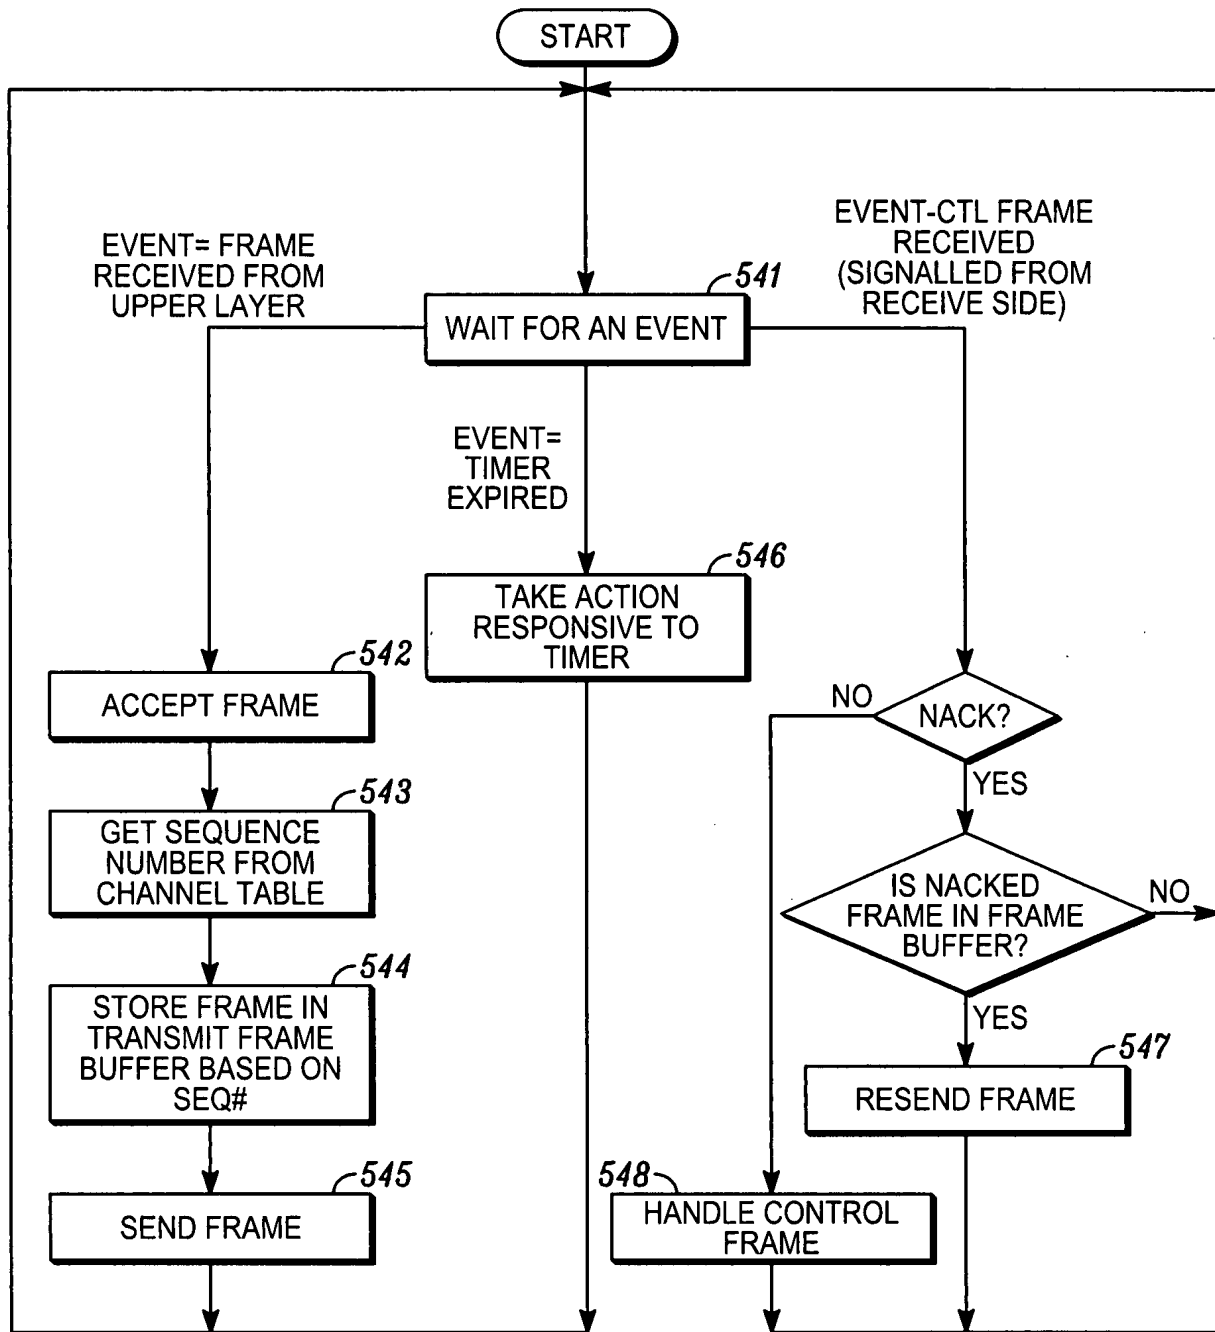 START
EVENT= FRAME
RECEIVED FROM
UPPER LAYER
EVENT-CTL FRAME
RECEIVED
(SIGNALLED FROM
RECEIVE SIDE)
541
WAIT FOR AN EVENT
EVENT=
TIMER
EXPIRED
546
TAKE ACTION
RESPONSIVE TO
TIMER
542
ACCEPT FRAME
543
GET SEQUENCE
NUMBER FROM
CHANNEL TABLE
544
STORE FRAME IN
TRANSMIT FRAME
BUFFER BASED ON
SEQ#
545
SEND FRAME
NO
NACK?
YES
IS NACKED
FRAME IN FRAME
BUFFER?
NO
YES
547
RESEND FRAME
548
HANDLE CONTROL
FRAME